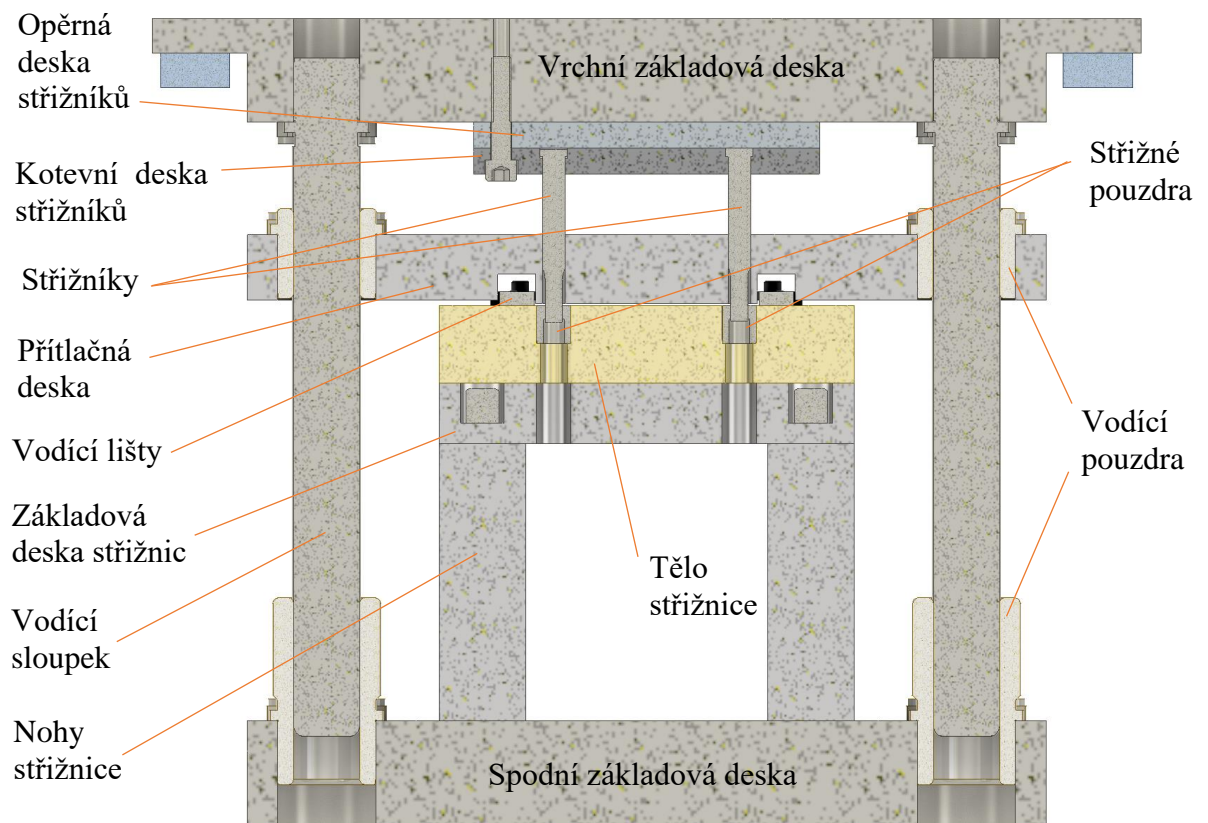 Opěrná
deska
střižníků
Vrchní základová deska
Kotevní deska
střižníků
Střižné
pouzdra
Střižníky
Přítlačná
deska
Vodící lišty
Vodící
pouzdra
Základová
deska střižnic
Tělo
střižnice
Vodící
sloupek
Nohy
střižnice
Spodní základová deska